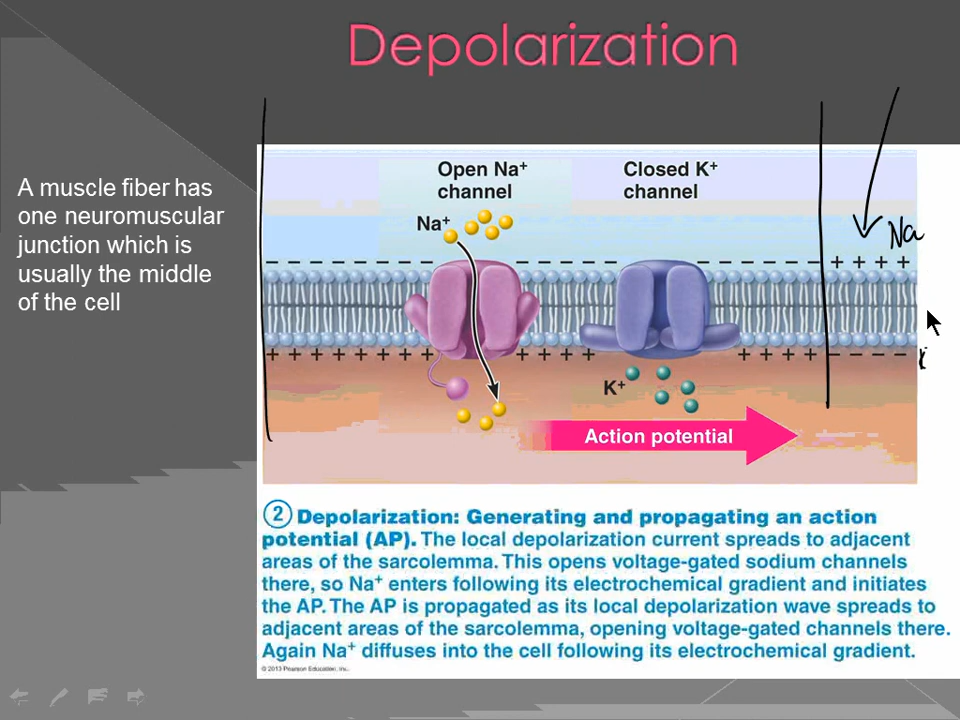 Depolarization
A muscle fiber has
one neuromuscular
junction which is
usually the middle
of the cell
Open Na⁺
channel
Closed K⁺
channel
Na⁺
Na
– – – – – – – – – – – – – – – – – – – – – + + + +
+ + + + + + + + + + + + + + + + + + + + + – – – –
K⁺
Action potential
② Depolarization: Generating and propagating an action
potential (AP). The local depolarization current spreads to adjacent
areas of the sarcolemma. This opens voltage-gated sodium channels
there, so Na⁺ enters following its electrochemical gradient and initiates
the AP. The AP is propagated as its local depolarization wave spreads to
adjacent areas of the sarcolemma, opening voltage-gated channels there.
Again Na⁺ diffuses into the cell following its electrochemical gradient.
© 2013 Pearson Education, Inc.